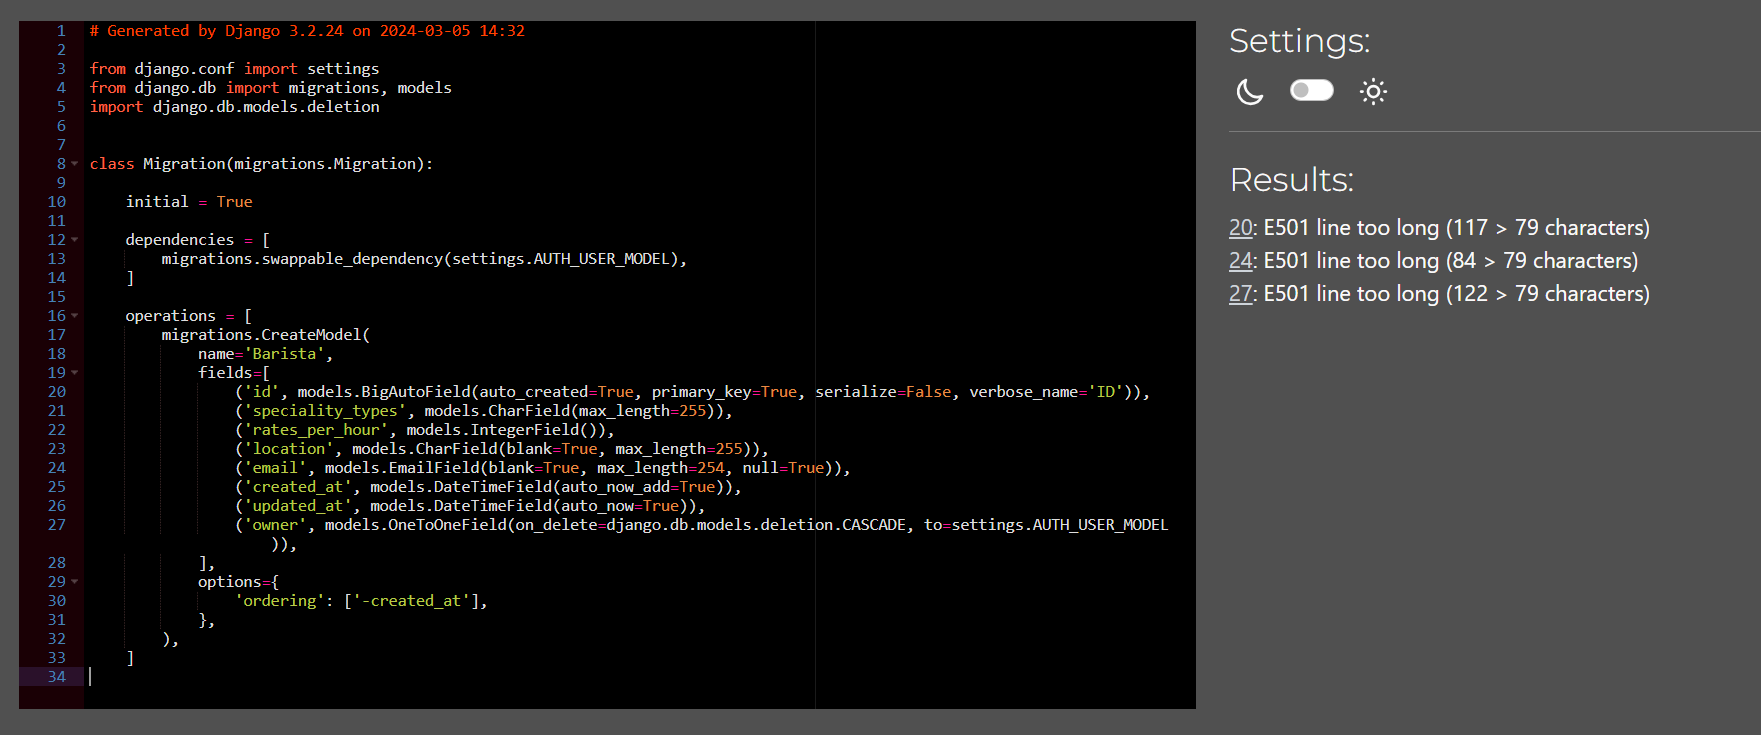 1 # Generated by Django 3.2.24 on 2024-03-05 14:32
2
3 from django.conf import settings
4 from django.db import migrations, models
5 import django.db.models.deletion
6
7
8 class Migration(migrations.Migration):
9
10     initial = True
11
12     dependencies = [
13         migrations.swappable_dependency(settings.AUTH_USER_MODEL),
14     ]
15
16     operations = [
17         migrations.CreateModel(
18             name='Barista',
19             fields=[
20                 ('id', models.BigAutoField(auto_created=True, primary_key=True, serialize=False, verbose_name='ID')),
21                 ('speciality_types', models.CharField(max_length=255)),
22                 ('rates_per_hour', models.IntegerField()),
23                 ('location', models.CharField(blank=True, max_length=255)),
24                 ('email', models.EmailField(blank=True, max_length=254, null=True)),
25                 ('created_at', models.DateTimeField(auto_now_add=True)),
26                 ('updated_at', models.DateTimeField(auto_now=True)),
27                 ('owner', models.OneToOneField(on_delete=django.db.models.deletion.CASCADE, to=settings.AUTH_USER_MODEL
)),
28             ],
29             options={
30                 'ordering': ['-created_at'],
31             },
32         ),
33     ]
34
Settings:
Results:
20: E501 line too long (117 > 79 characters)
24: E501 line too long (84 > 79 characters)
27: E501 line too long (122 > 79 characters)